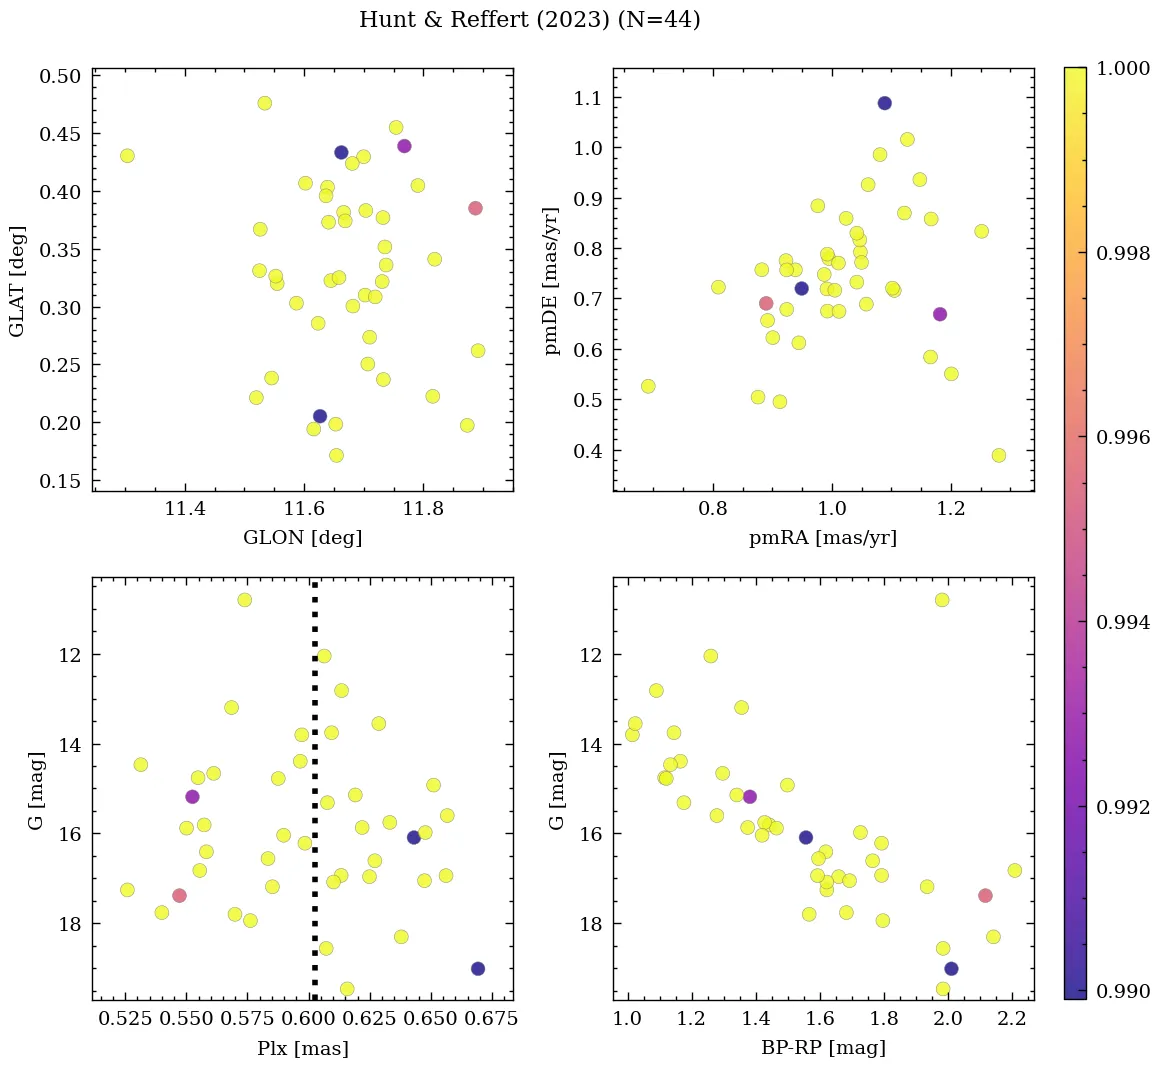 Hunt & Reffert (2023) (N=44)
0.50
0.45
0.40
0.35
0.30
0.25
0.20
0.15
GLAT [deg]
11.4 11.6 11.8
GLON [deg]
1.1
1.0
0.9
0.8
0.7
0.6
0.5
0.4
pmDE [mas/yr]
0.8 1.0 1.2
pmRA [mas/yr]
1.000
0.998
0.996
0.994
0.992
0.990
12
14
16
18
G [mag]
0.525 0.550 0.575 0.600 0.625 0.650 0.675
Plx [mas]
12
14
16
18
G [mag]
1.0 1.2 1.4 1.6 1.8 2.0 2.2
BP-RP [mag]